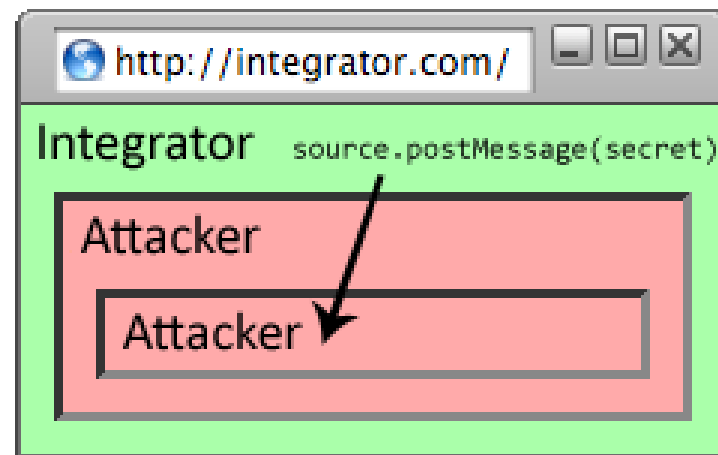 http://integrator.com/
Integrator source.postMessage(secret)
Attacker
Attacker